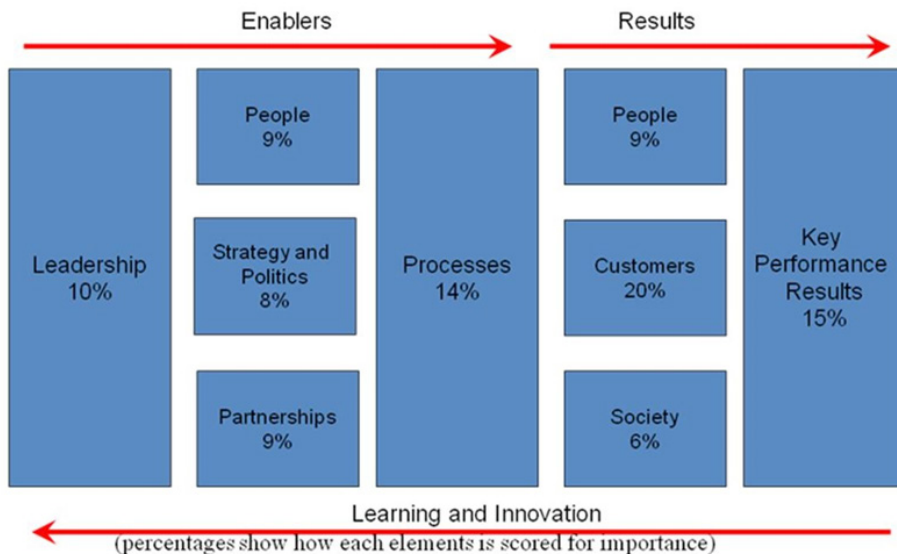 Enablers
Results
Leadership
10%
People
9%
Strategy and
Politics
8%
Partnerships
9%
Processes
14%
People
9%
Customers
20%
Society
6%
Key
Performance
Results
15%
Learning and Innovation
(percentages show how each elements is scored for importance)